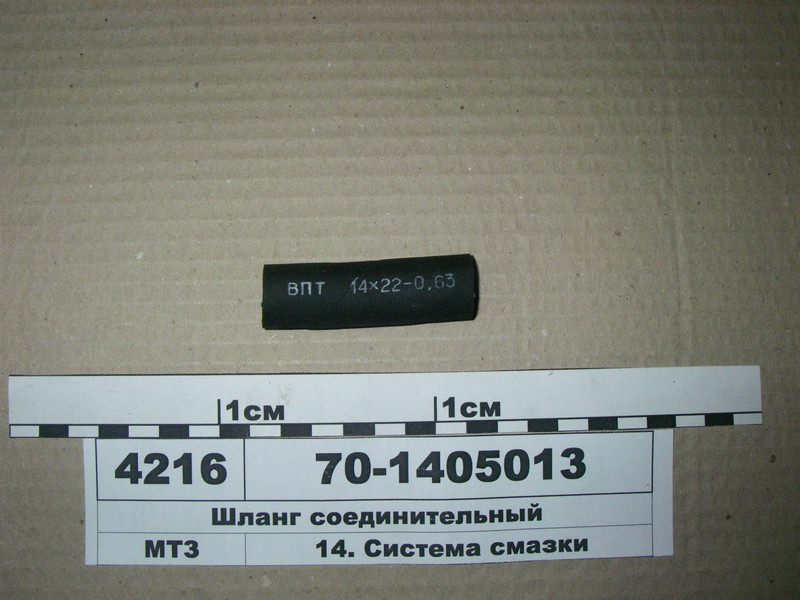 ВПТ 14×22-0,63
1см 1см
4216 70-1405013
Шланг соединительный
МТЗ 14. Система смазки